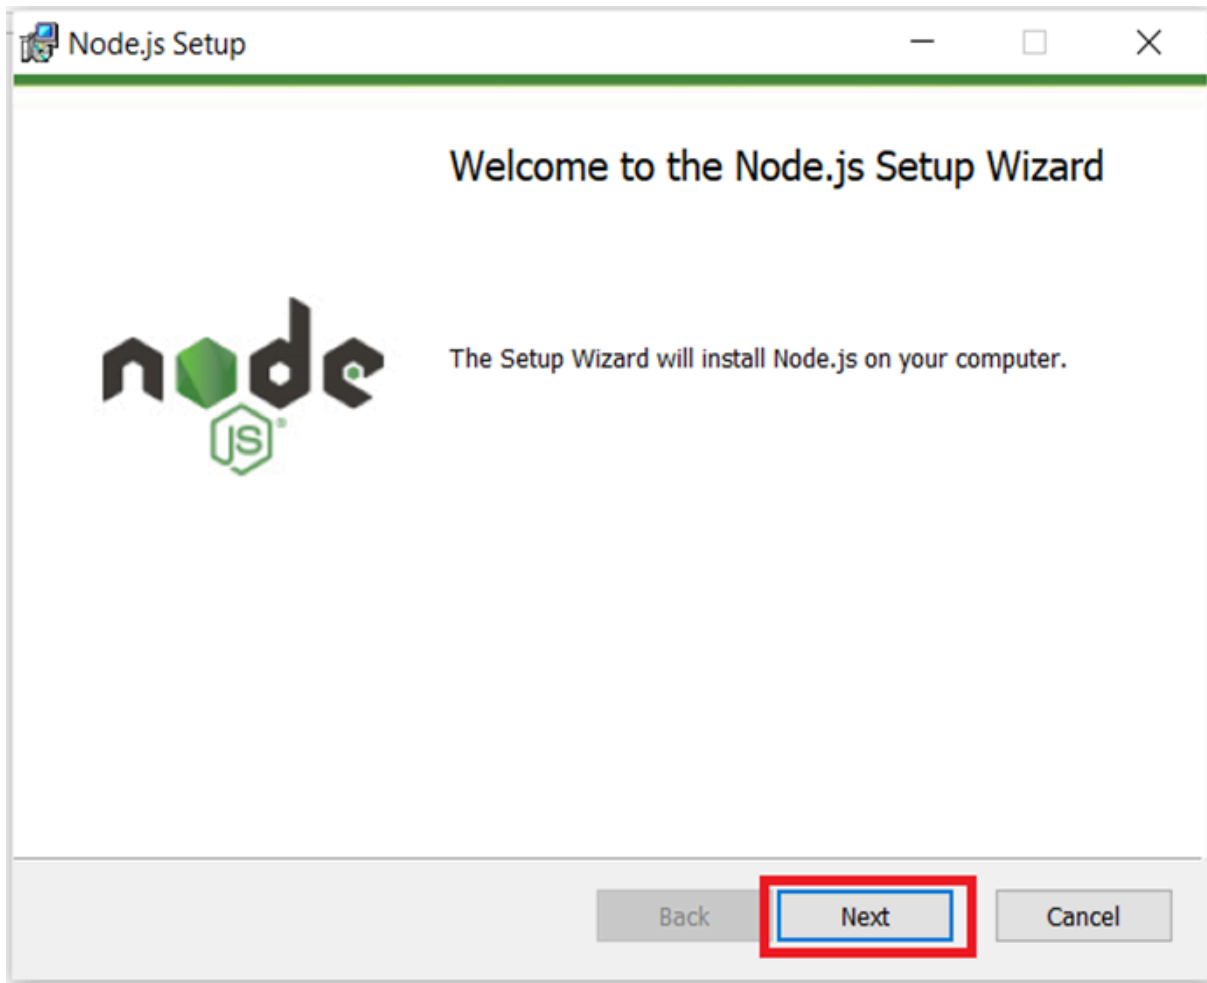 Node.js Setup
Welcome to the Node.js Setup Wizard
The Setup Wizard will install Node.js on your computer.
node
JS®
Back
Next
Cancel